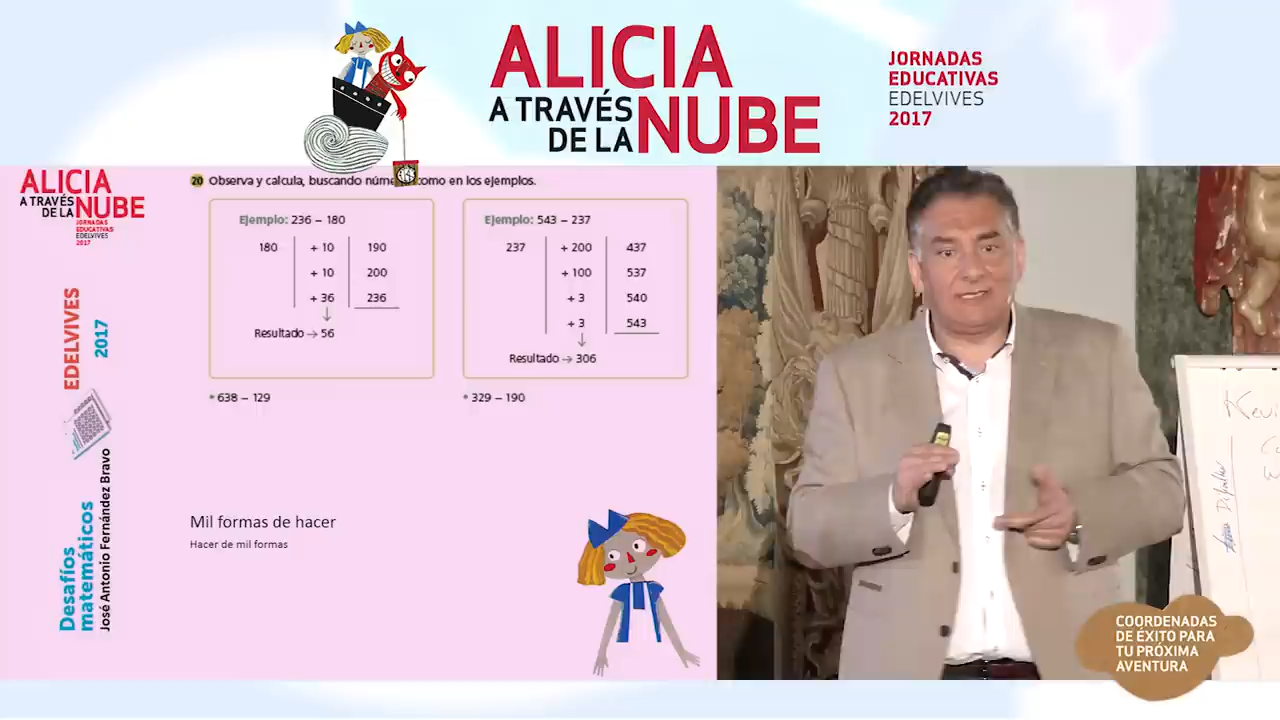 ALICIA
A TRAVÉS
DE LA NUBE
JORNADAS
EDUCATIVAS
EDELVIVES
2017
ALICIA
A TRAVÉS
DE LA NUBE
JORNADAS
EDUCATIVAS
EDELVIVES
2017
EDELVIVES
2017
Desafíos
matemáticos
José Antonio Fernández Bravo
20 Observa y calcula, buscando como en los ejemplos.
Ejemplo: 236 – 180
180 + 10 190
+ 10 200
+ 36 236
↓
Resultado → 56
Ejemplo: 543 – 237
237 + 200 437
+ 100 537
+ 3 540
+ 3 543
↓
Resultado → 306
• 638 – 129
• 329 – 190
Mil formas de hacer
Hacer de mil formas
COORDENADAS
DE ÉXITO PARA
TU PRÓXIMA
AVENTURA